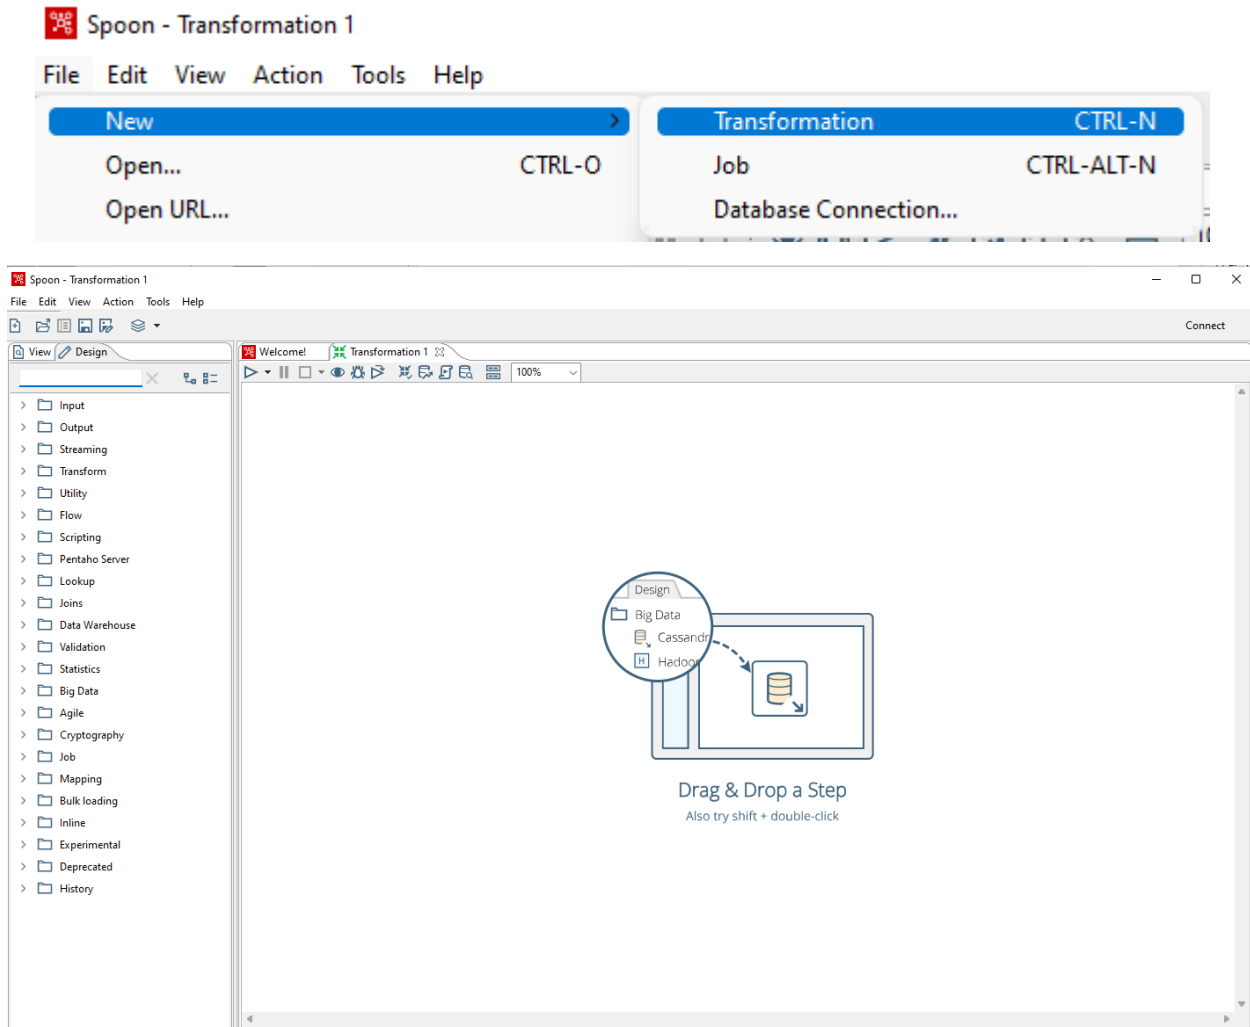 Spoon - Transformation 1
File Edit View Action Tools Help
New
Transformation CTRL-N
Open... CTRL-O
Job CTRL-ALT-N
Open URL...
Database Connection...
Spoon - Transformation 1
File Edit View Action Tools Help
Connect
View Design
Welcome! Transformation 1
100%
Input
Output
Streaming
Transform
Utility
Flow
Scripting
Pentaho Server
Lookup
Joins
Data Warehouse
Validation
Statistics
Big Data
Agile
Cryptography
Job
Mapping
Bulk loading
Inline
Experimental
Deprecated
History
Design
Big Data
Cassandr
H Hadoo
Drag & Drop a Step
Also try shift + double-click